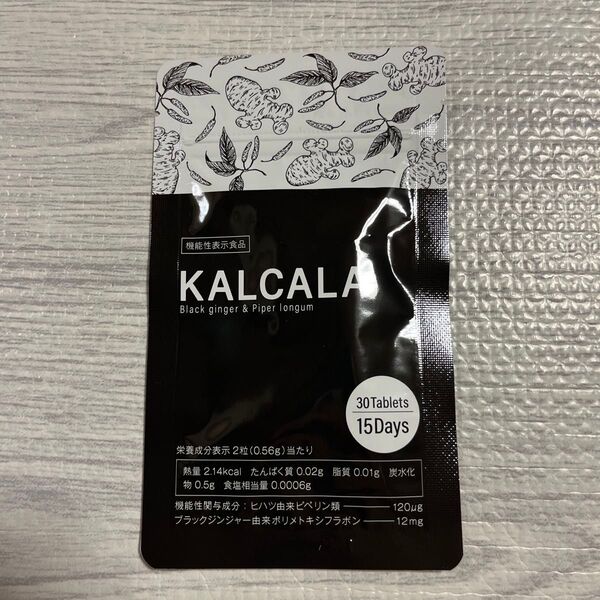 機能性表示食品
KALCALA
Black ginger & Piper longum
30Tablets
15Days
栄養成分表示 2粒(0.56g)当たり
熱量 2.14kcal たんぱく質 0.02g 脂質 0.01g 炭水化
物 0.5g 食塩相当量 0.0006g
機能性関与成分：ヒハツ由来ピペリン類 120μg
ブラックジンジャー由来ポリメトキシフラボン 12mg